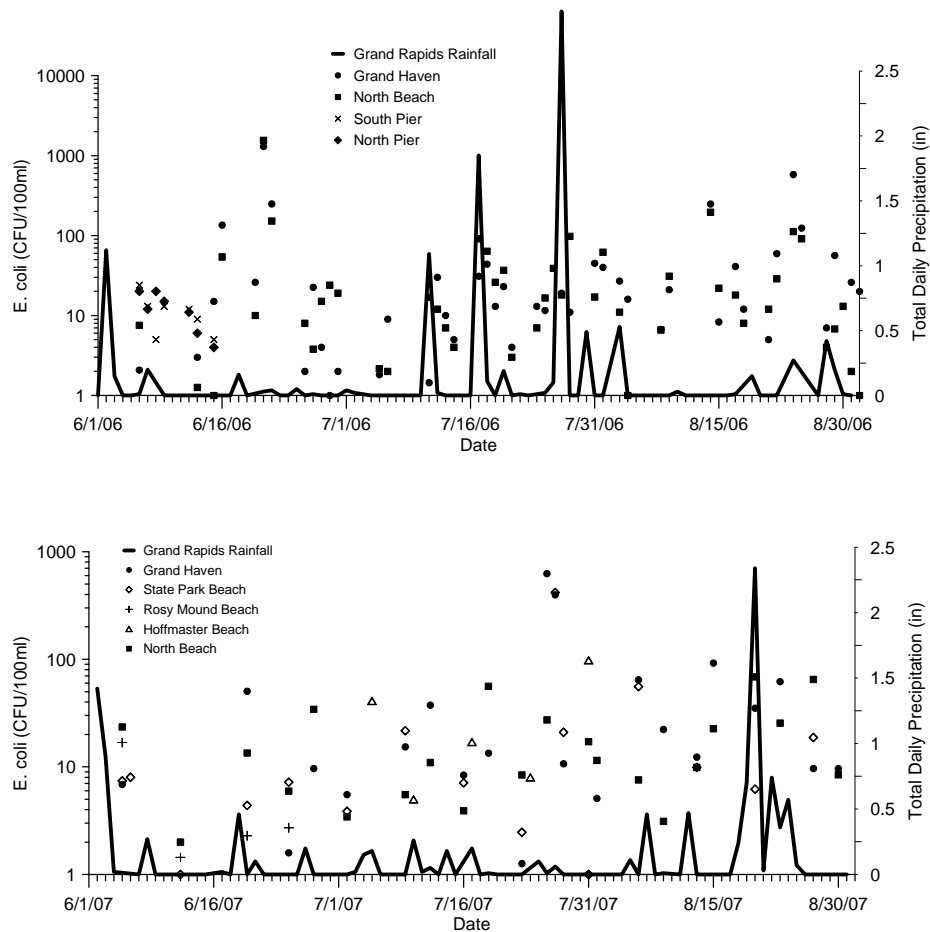 Grand Rapids Rainfall
Grand Haven
North Beach
South Pier
North Pier
10000
1000
100
10
1
E. coli (CFU/100ml)
2.5
2
1.5
1
0.5
0
Total Daily Precipitation (in)
6/1/06 6/16/06 7/1/06 7/16/06 7/31/06 8/15/06 8/30/06
Date
Grand Rapids Rainfall
Grand Haven
State Park Beach
Rosy Mound Beach
Hoffmaster Beach
North Beach
1000
100
10
1
E. coli (CFU/100ml)
2.5
2
1.5
1
0.5
0
Total Daily Precipitation (in)
6/1/07 6/16/07 7/1/07 7/16/07 7/31/07 8/15/07 8/30/07
Date